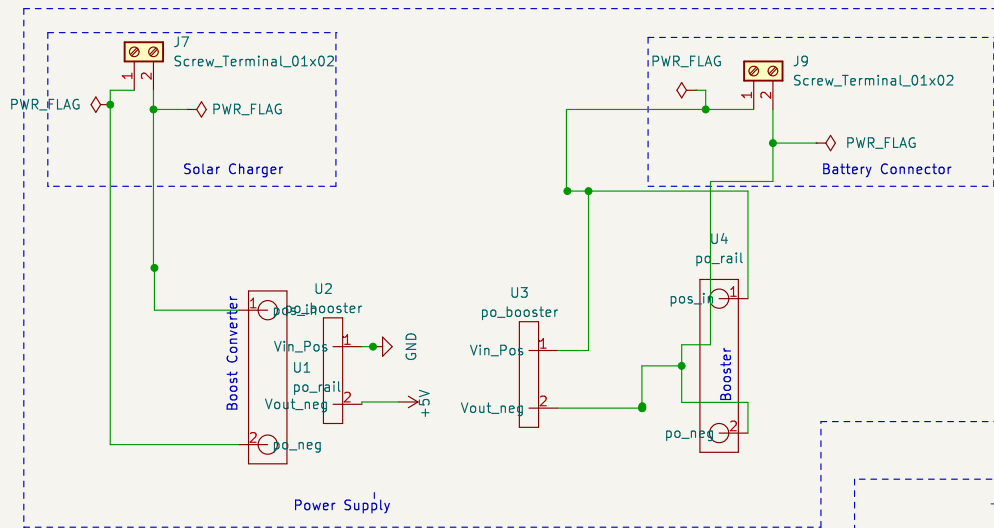 J7
Screw_Terminal_01x02
1
2
PWR_FLAG
PWR_FLAG
Solar Charger
PWR_FLAG
J9
Screw_Terminal_01x02
1
2
PWR_FLAG
Battery Connector
Boost Converter
1
pos_in
2
po_neg
U1
po_rail
U2
po_booster
Vin_Pos
1
GND
Vout_neg
2
+5V
U3
po_booster
Vin_Pos
1
Vout_neg
2
U4
po_rail
pos_in
1
Booster
po_neg
2
Power Supply